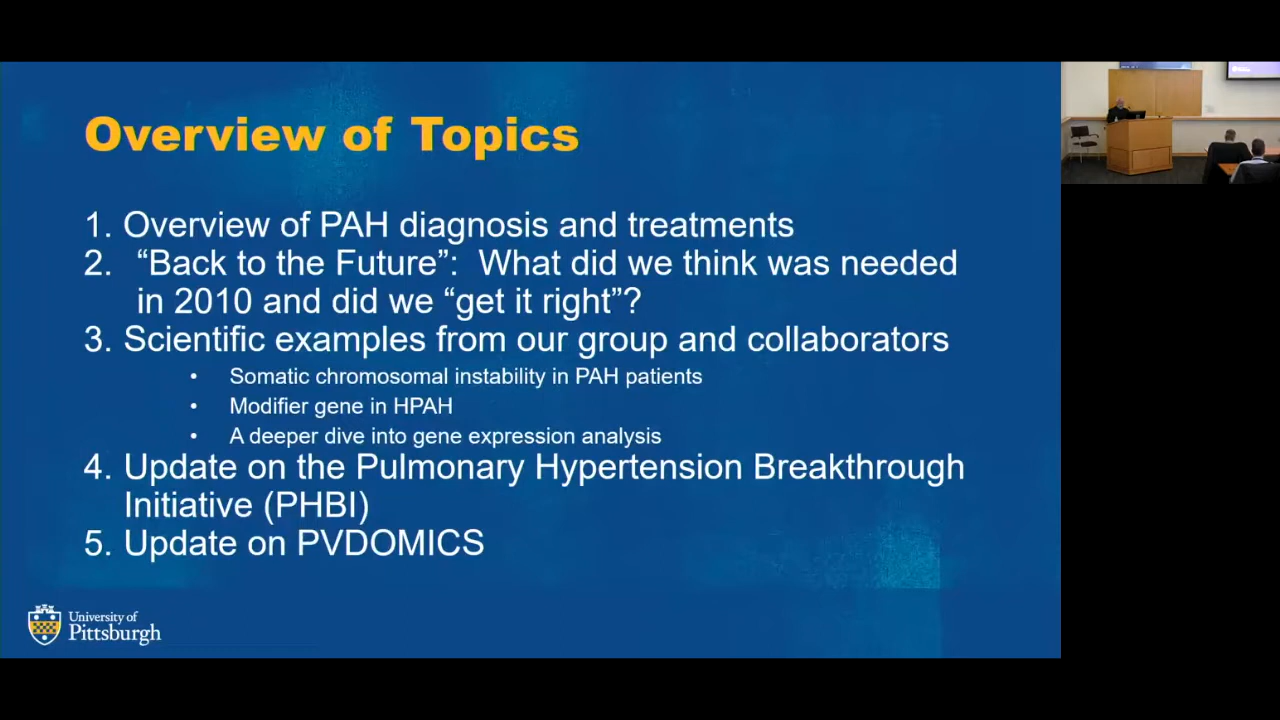 Overview of Topics
1. Overview of PAH diagnosis and treatments
2. “Back to the Future”: What did we think was needed
in 2010 and did we “get it right”?
3. Scientific examples from our group and collaborators
• Somatic chromosomal instability in PAH patients
• Modifier gene in HPAH
• A deeper dive into gene expression analysis
4. Update on the Pulmonary Hypertension Breakthrough
Initiative (PHBI)
5. Update on PVDOMICS
University of
Pittsburgh